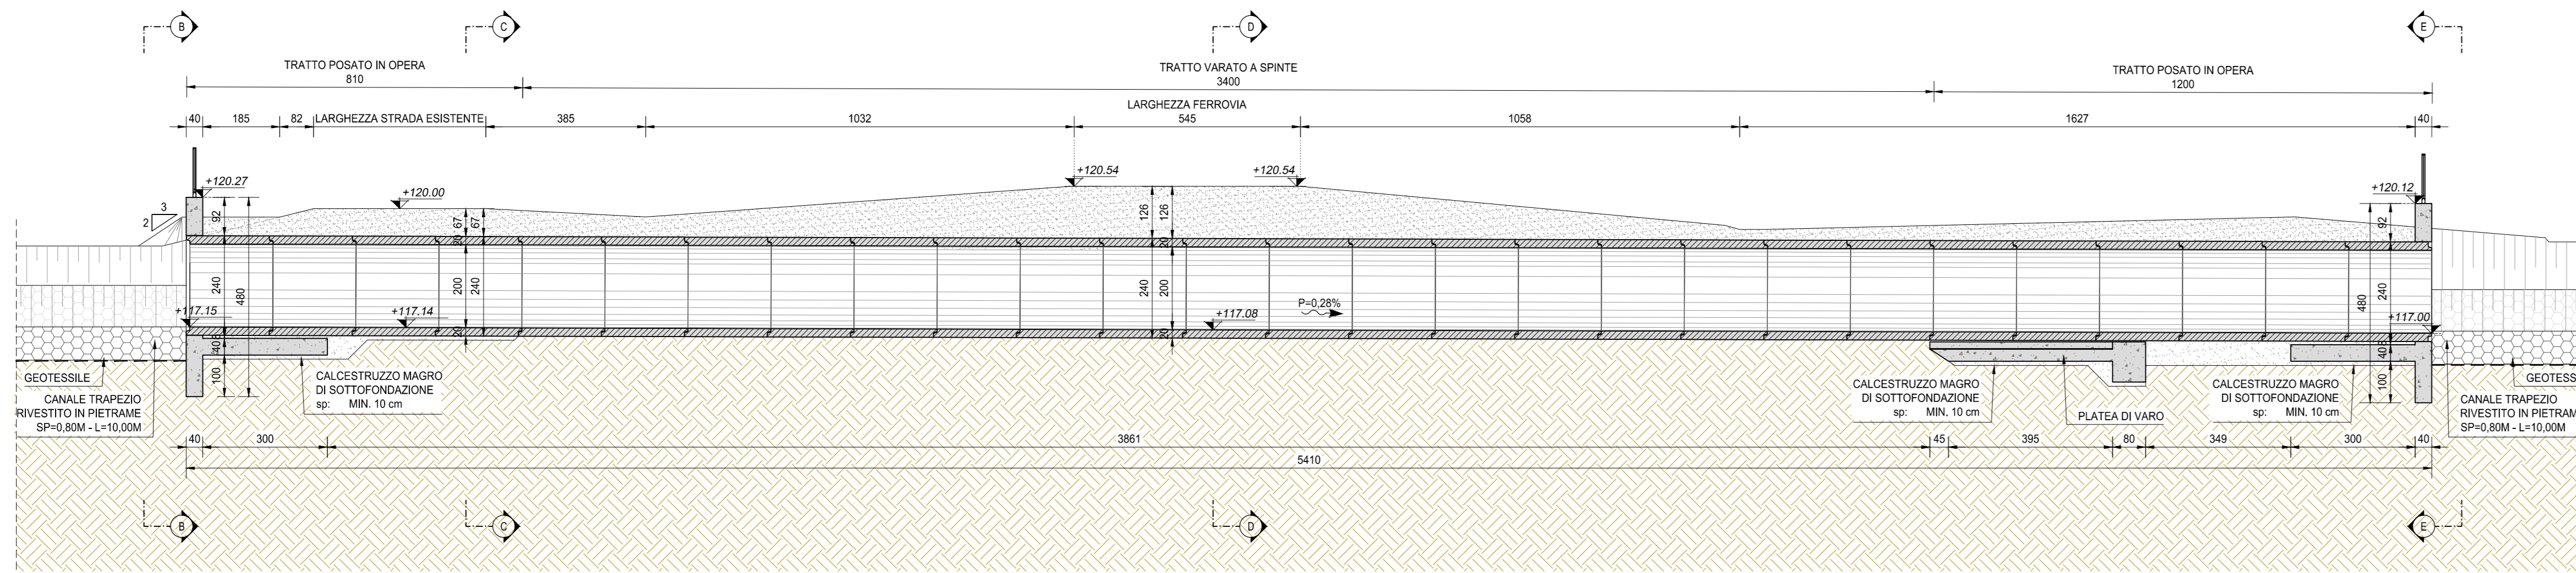 B
C
D
E
TRATTO POSATO IN OPERA
810
TRATTO VARATO A SPINTE
3400
TRATTO POSATO IN OPERA
1200
LARGHEZZA FERROVIA
40
185
82
LARGHEZZA STRADA ESISTENTE
385
1032
545
1058
1627
40
+120.27
+120.00
+120.54
+120.54
+120.12
3
2
92
67
67
126
126
92
20
20
240
480
200
240
240
200
480
240
+117.15
+117.14
+117.08
P=0,28%
+117.00
20
20
40
100
40
100
GEOTESSILE
CANALE TRAPEZIO
RIVESTITO IN PIETRAME
SP=0,80M - L=10,00M
CALCESTRUZZO MAGRO
DI SOTTOFONDAZIONE
sp: MIN. 10 cm
CALCESTRUZZO MAGRO
DI SOTTOFONDAZIONE
sp: MIN. 10 cm
PLATEA DI VARO
CALCESTRUZZO MAGRO
DI SOTTOFONDAZIONE
sp: MIN. 10 cm
GEOTESS
CANALE TRAPEZIO
RIVESTITO IN PIETRAM
SP=0,80M - L=10,00M
40
300
3861
45
395
80
349
300
40
5410
B
C
D
E